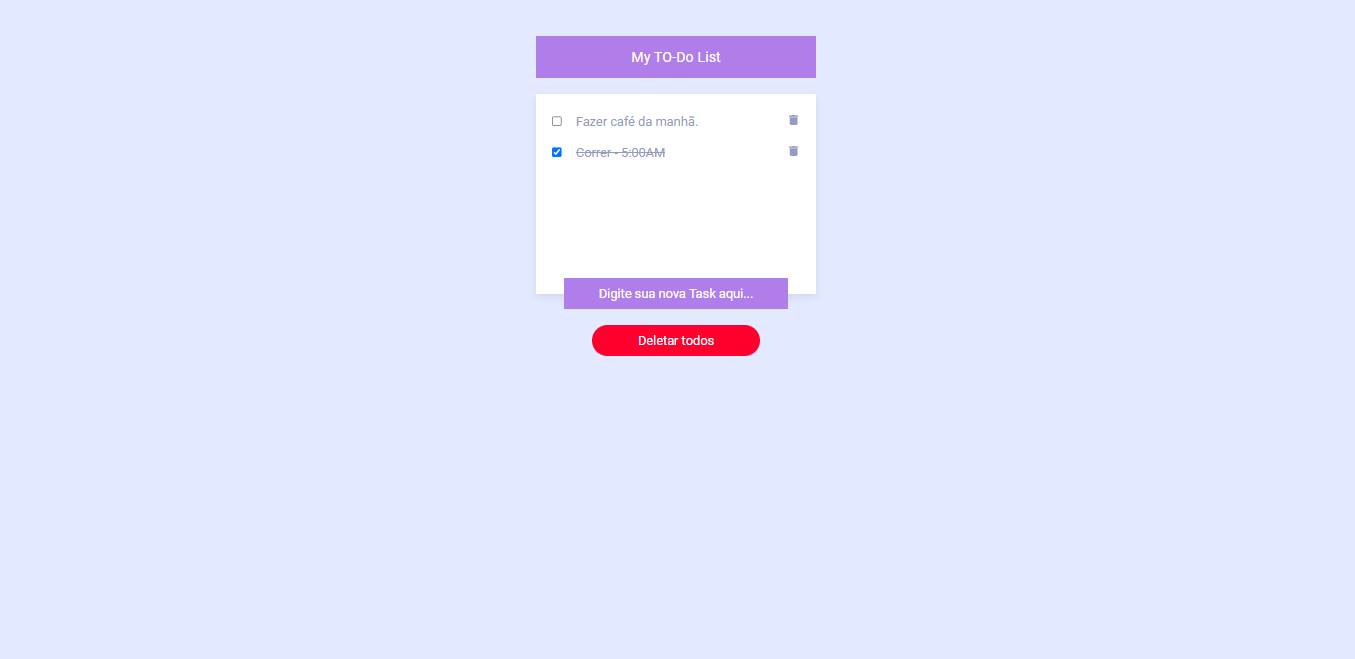 My TO-Do List
Fazer café da manhã.
Correr - 5:00AM
Digite sua nova Task aqui...
Deletar todos